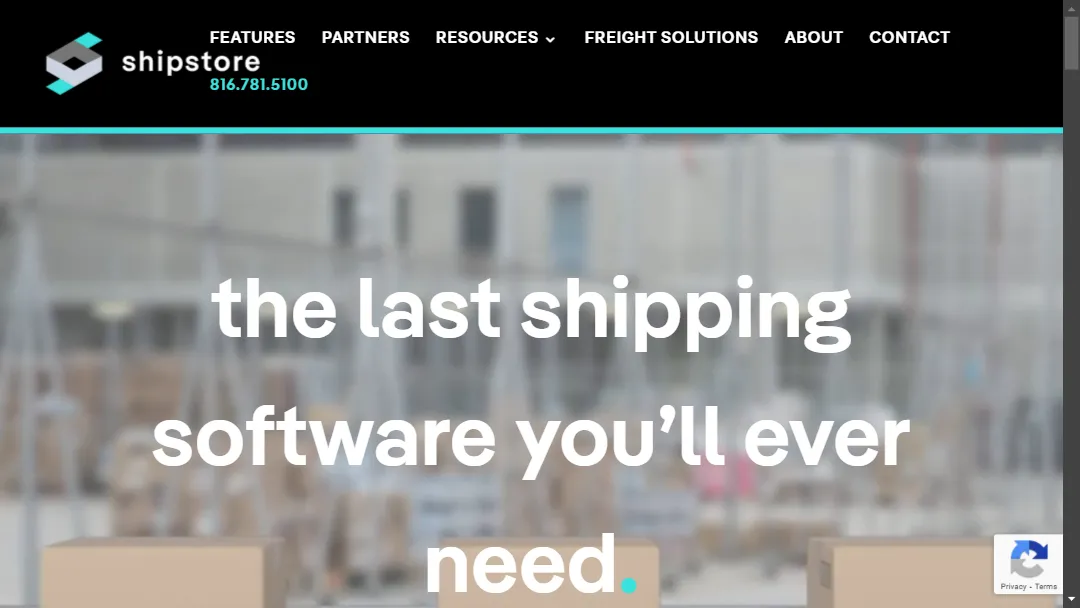 FEATURES PARTNERS RESOURCES FREIGHT SOLUTIONS ABOUT CONTACT
shipstore
816.781.5100
the last shipping
software you’ll ever
need.
Privacy - Terms